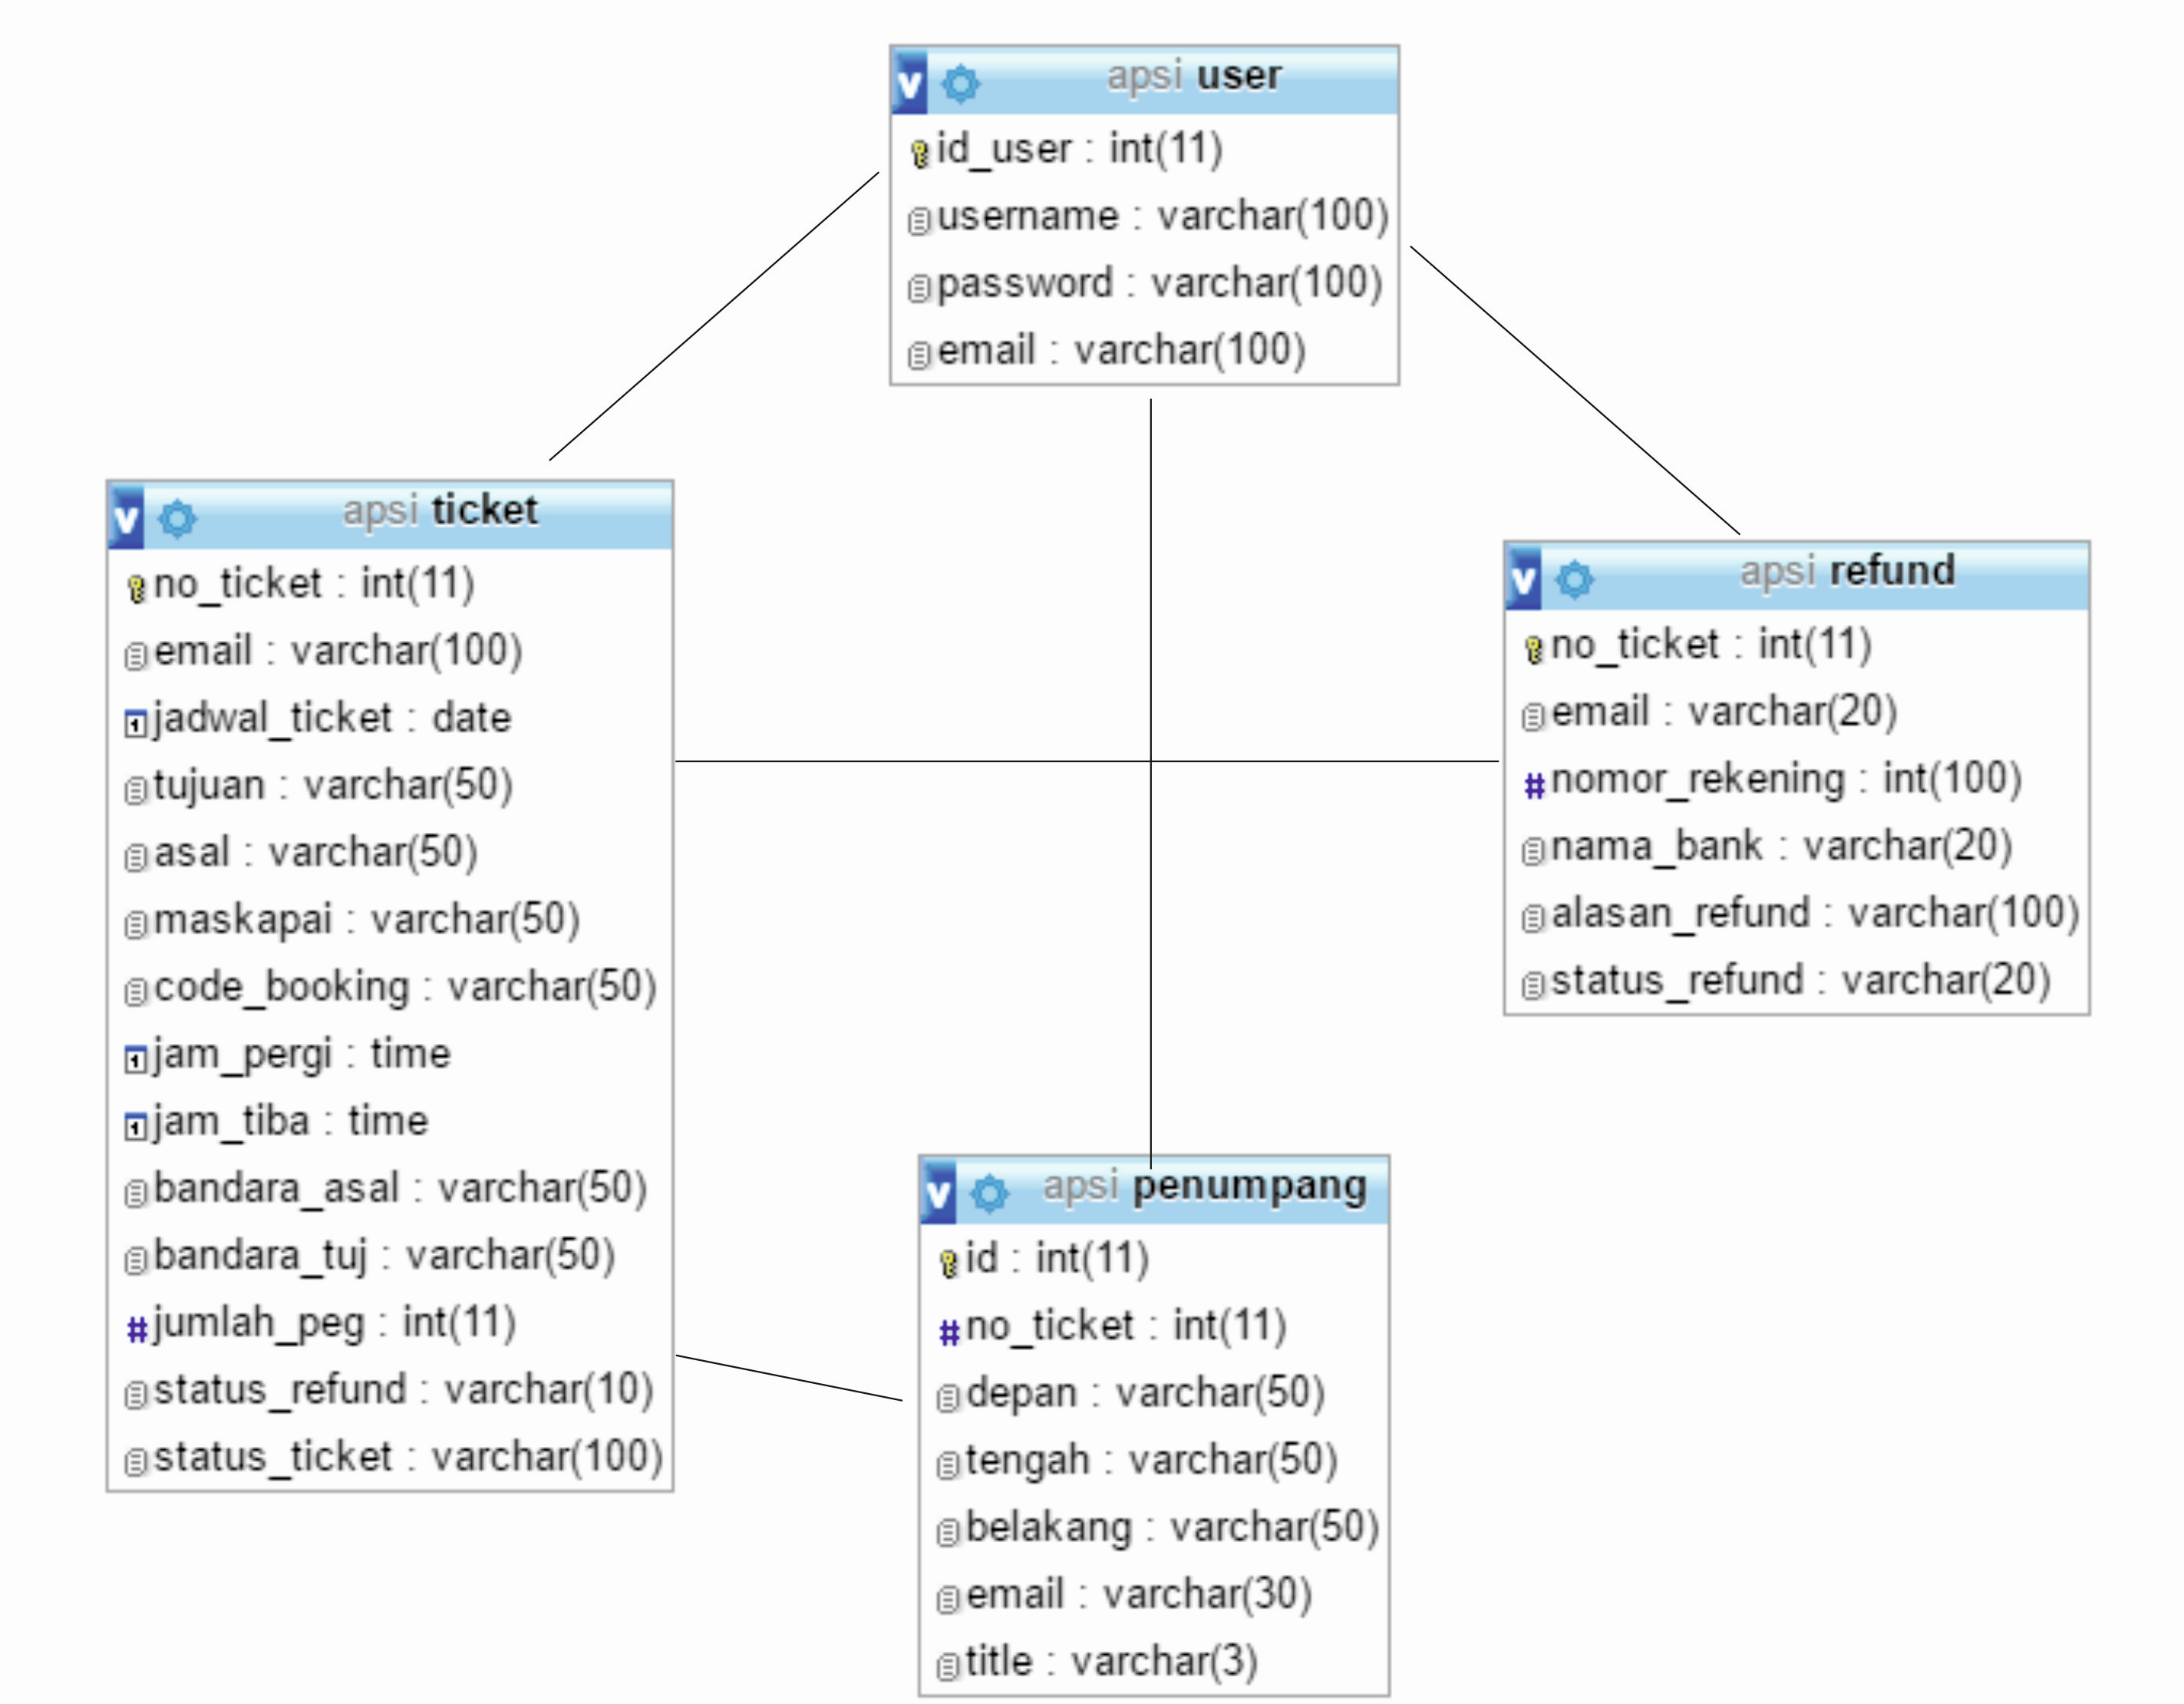 apsi user
id_user : int(11)
username : varchar(100)
password : varchar(100)
email : varchar(100)
apsi ticket
no_ticket : int(11)
email : varchar(100)
jadwal_ticket : date
tujuan : varchar(50)
asal : varchar(50)
maskapai : varchar(50)
code_booking : varchar(50)
jam_pergi : time
jam_tiba : time
bandara_asal : varchar(50)
bandara_tuj : varchar(50)
#jumlah_peg : int(11)
status_refund : varchar(10)
status_ticket : varchar(100)
apsi refund
no_ticket : int(11)
email : varchar(20)
#nomor_rekening : int(100)
nama_bank : varchar(20)
alasan_refund : varchar(100)
status_refund : varchar(20)
apsi penumpang
id : int(11)
#no_ticket : int(11)
depan : varchar(50)
tengah : varchar(50)
belakang : varchar(50)
email : varchar(30)
title : varchar(3)